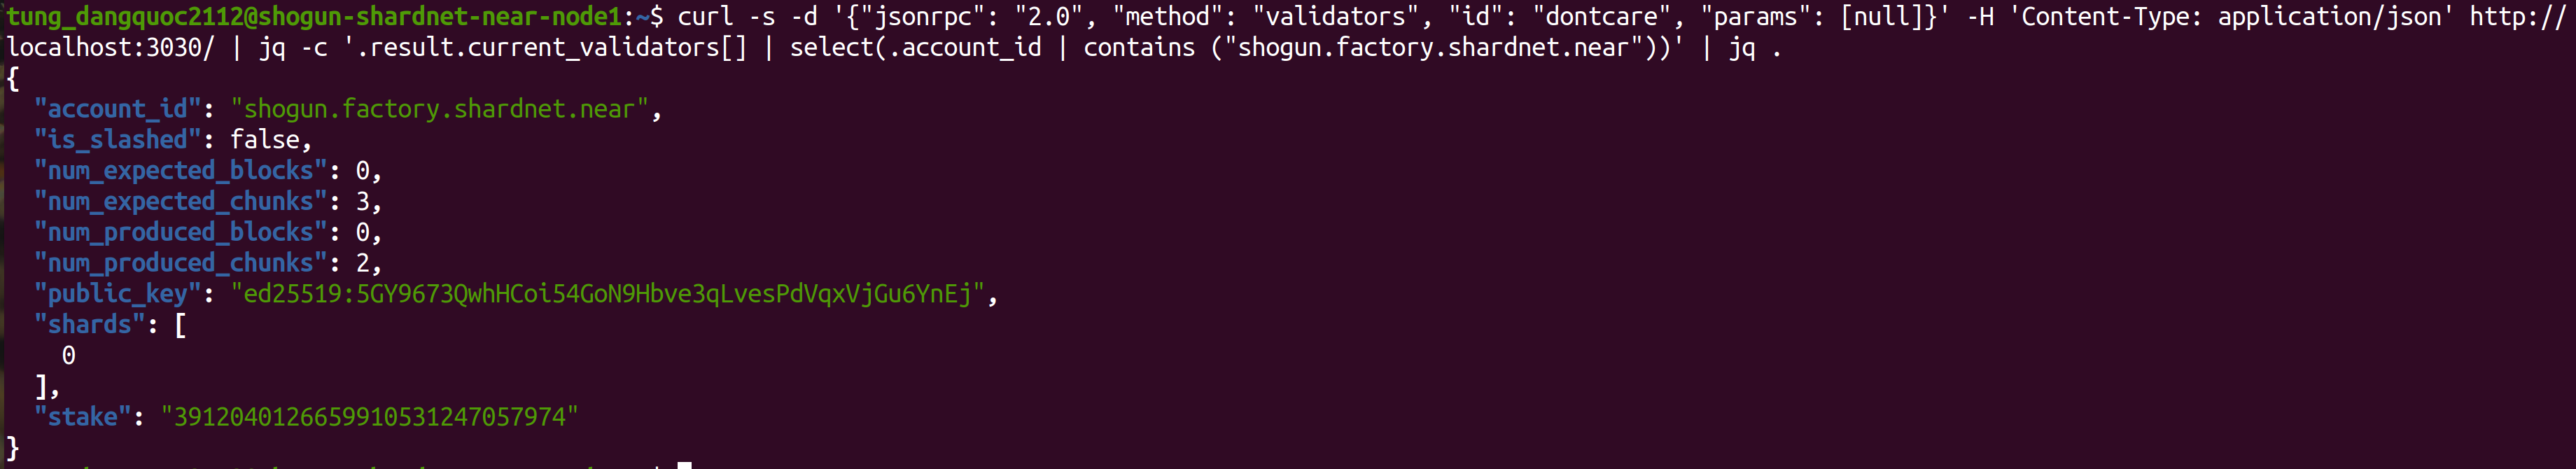 tung_dangquoc2112@shogun-shardnet-near-node1:~$ curl -s -d '{"jsonrpc": "2.0", "method": "validators", "id": "dontcare", "params": [null]}' -H 'Content-Type: application/json' http://
localhost:3030/ | jq -c '.result.current_validators[] | select(.account_id | contains ("shogun.factory.shardnet.near"))' | jq .
{
  "account_id": "shogun.factory.shardnet.near",
  "is_slashed": false,
  "num_expected_blocks": 0,
  "num_expected_chunks": 3,
  "num_produced_blocks": 0,
  "num_produced_chunks": 2,
  "public_key": "ed25519:5GY9673QwhHCoi54GoN9Hbve3qLvesPdVqxVjGu6YnEj",
  "shards": [
    0
  ],
  "stake": "3912040126659910531247057974"
}